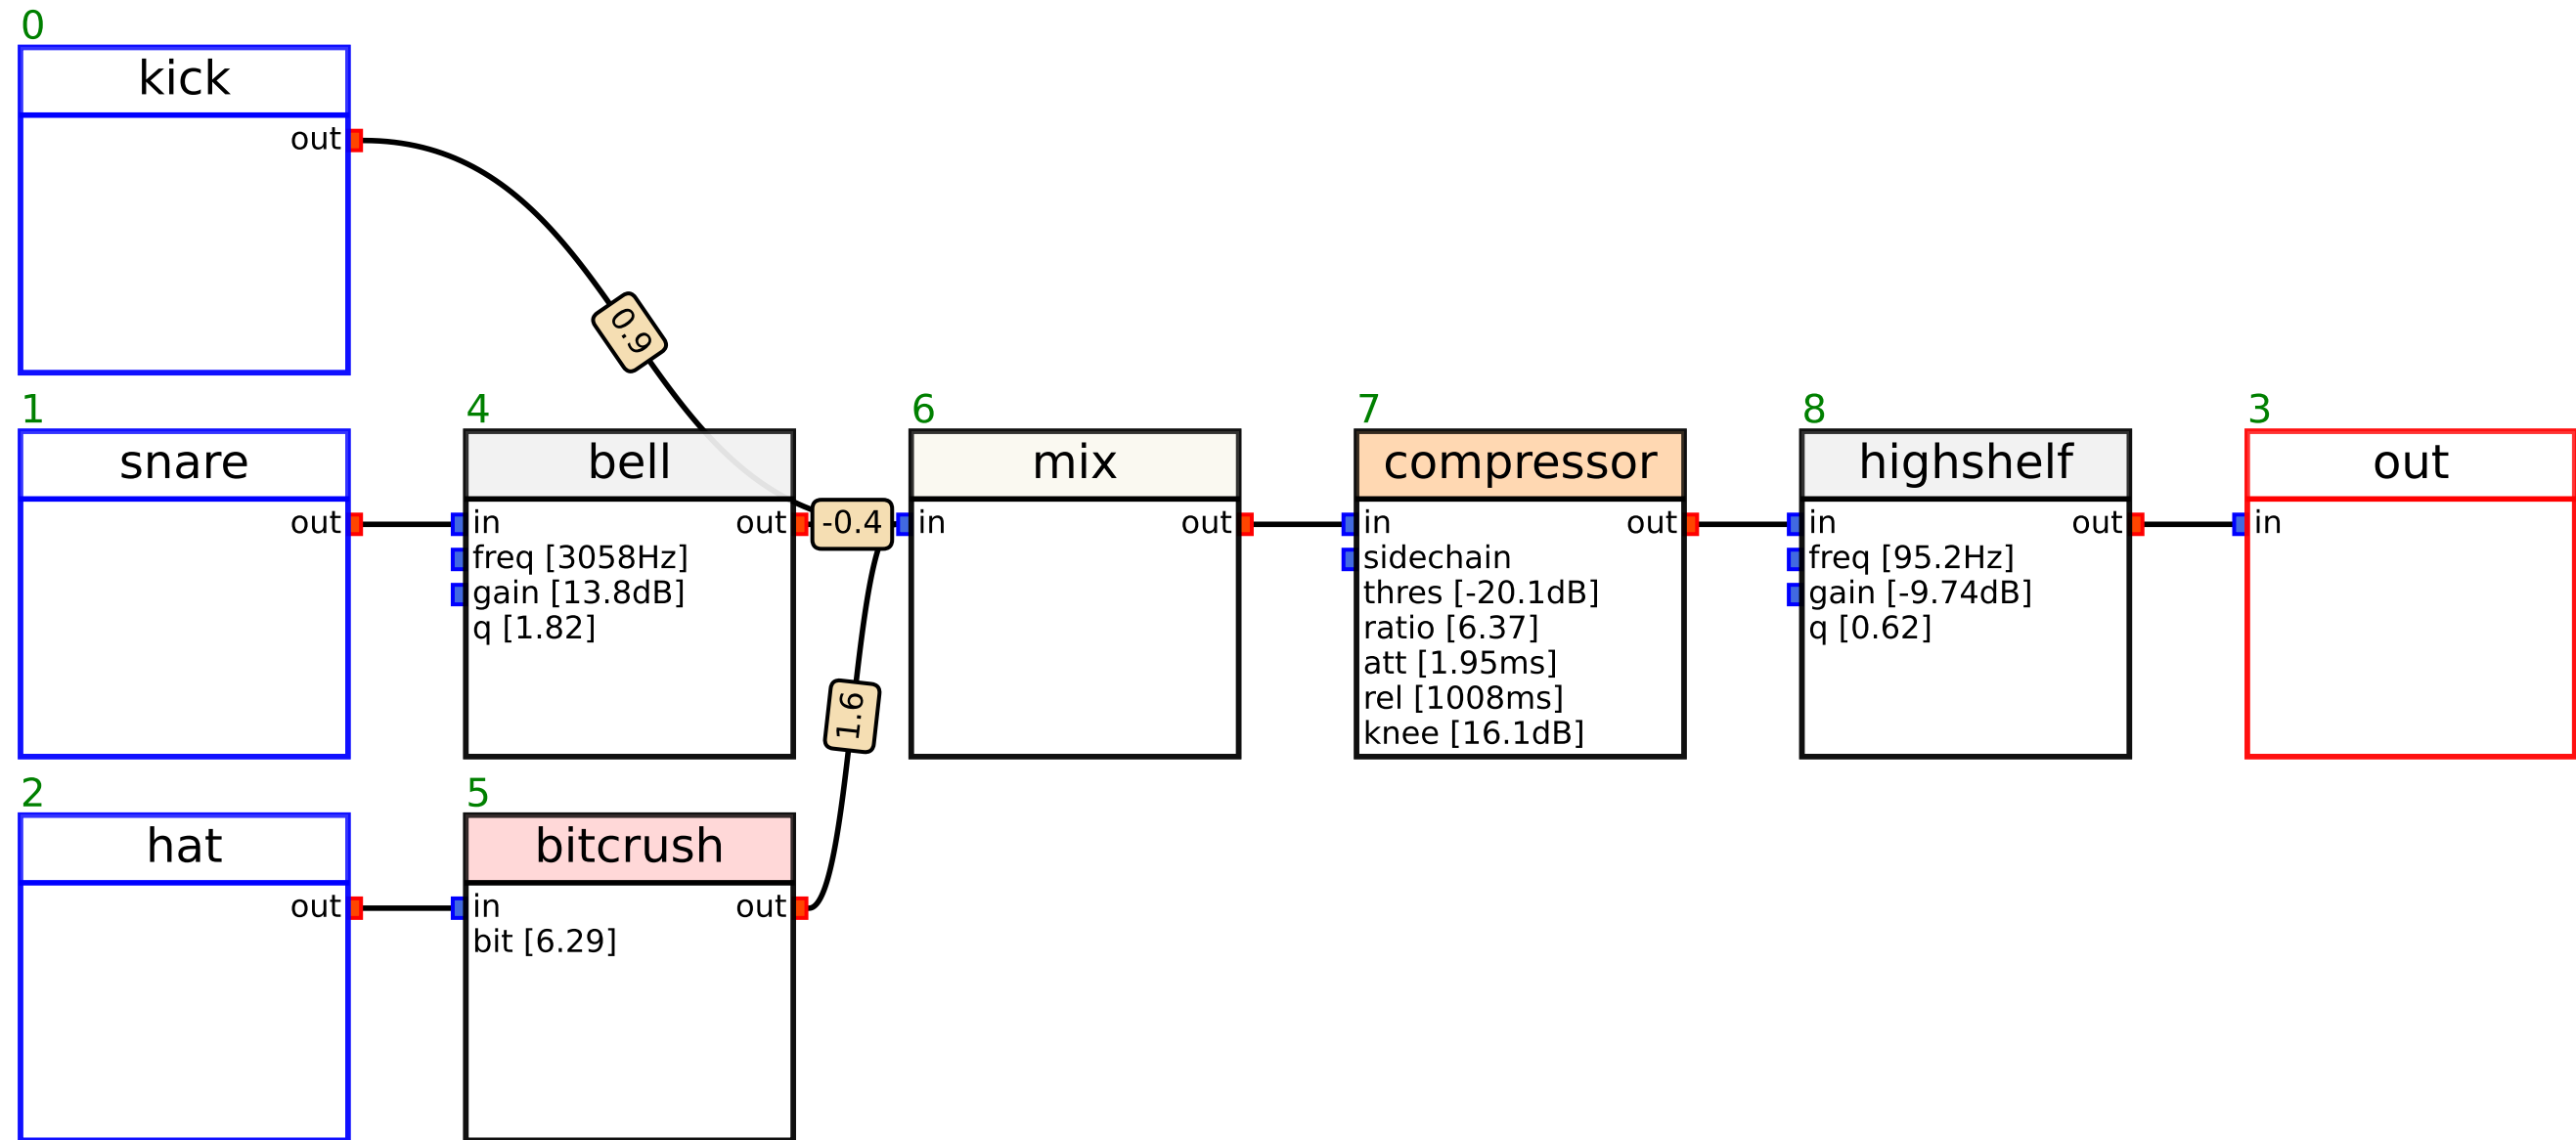 0
kick
out
0.9
1
snare
out
4
bell
in
out
freq [3058Hz]
gain [13.8dB]
q [1.82]
-0.4
6
mix
in
out
7
compressor
in
out
sidechain
thres [-20.1dB]
ratio [6.37]
att [1.95ms]
rel [1008ms]
knee [16.1dB]
8
highshelf
in
out
freq [95.2Hz]
gain [-9.74dB]
q [0.62]
3
out
in
1.6
2
hat
out
5
bitcrush
in
out
bit [6.29]